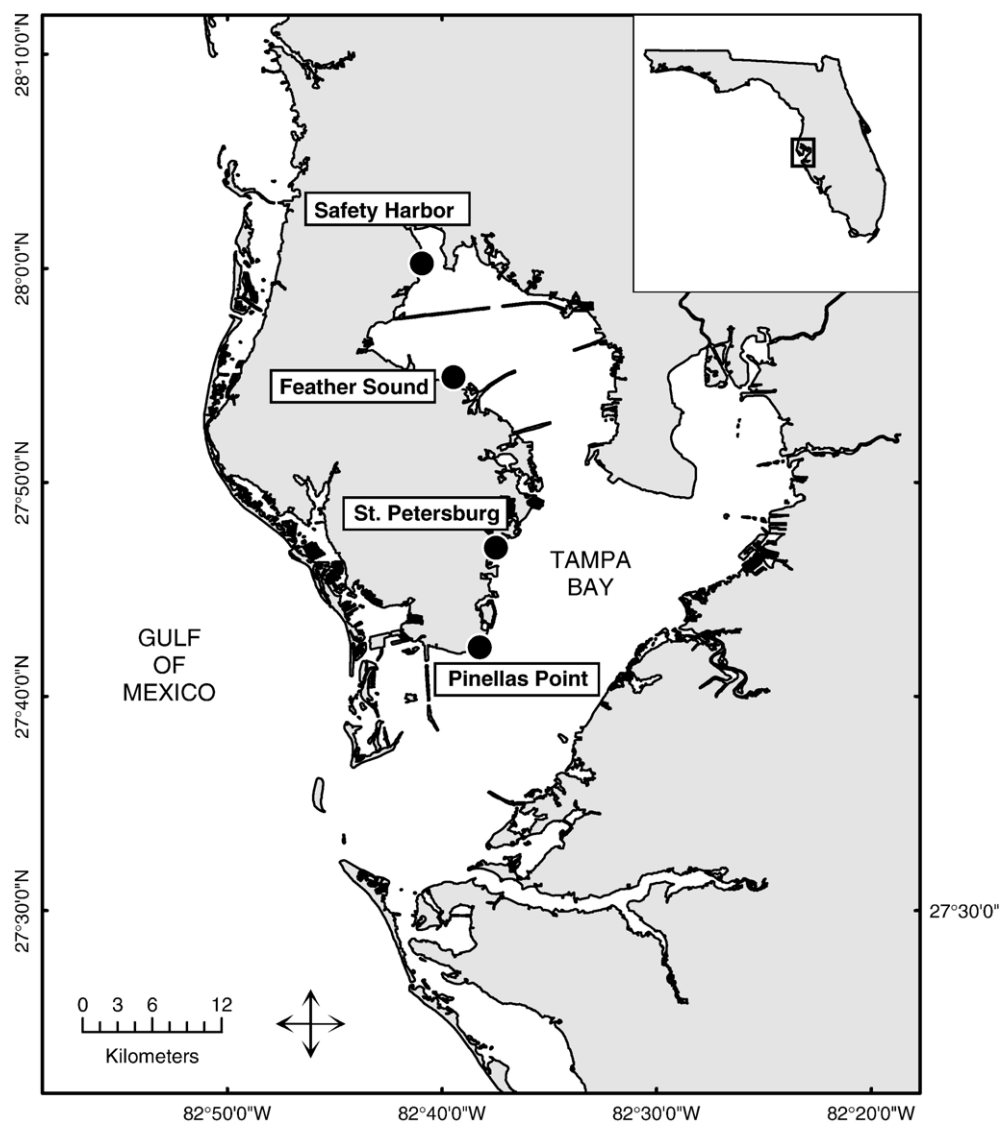 28°10'0"N
28°0'0"N
27°50'0"N
27°40'0"N
27°30'0"N
Safety Harbor
Feather Sound
St. Petersburg
TAMPA
BAY
GULF
OF
MEXICO
Pinellas Point
27°30'0"
0 3 6 12
Kilometers
82°50'0"W 82°40'0"W 82°30'0"W 82°20'0"W